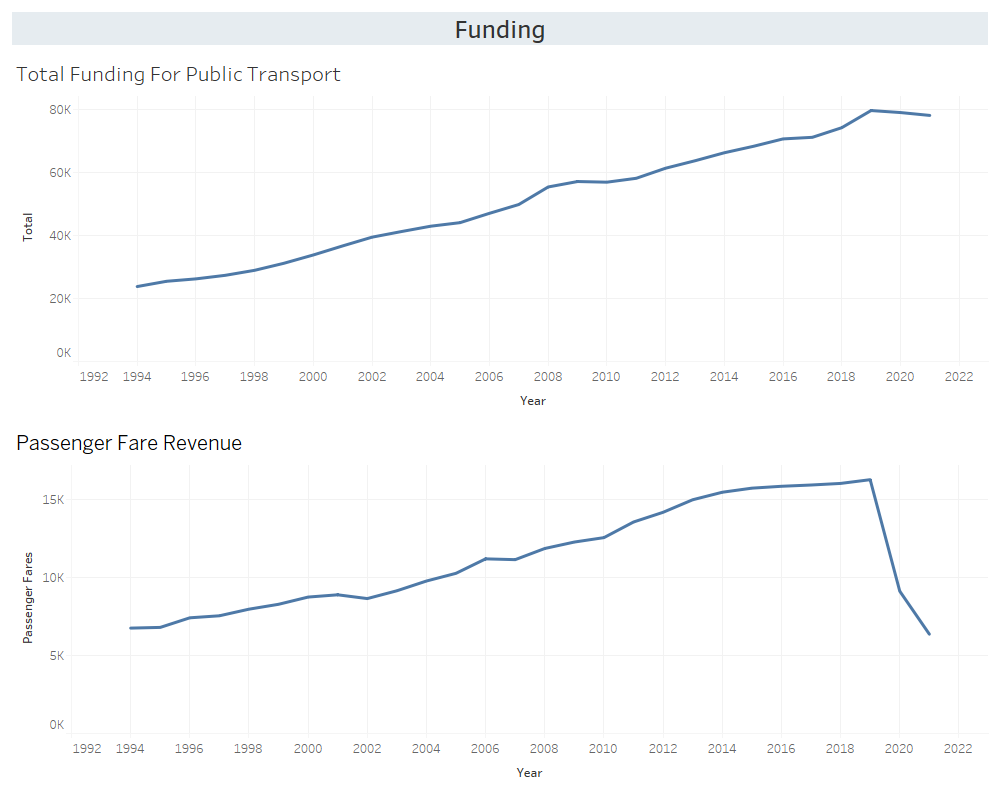 Funding
Total Funding For Public Transport
80K
60K
40K
20K
0K
Total
1992 1994 1996 1998 2000 2002 2004 2006 2008 2010 2012 2014 2016 2018 2020 2022
Year
Passenger Fare Revenue
15K
10K
5K
0K
Passenger Fares
1992 1994 1996 1998 2000 2002 2004 2006 2008 2010 2012 2014 2016 2018 2020 2022
Year